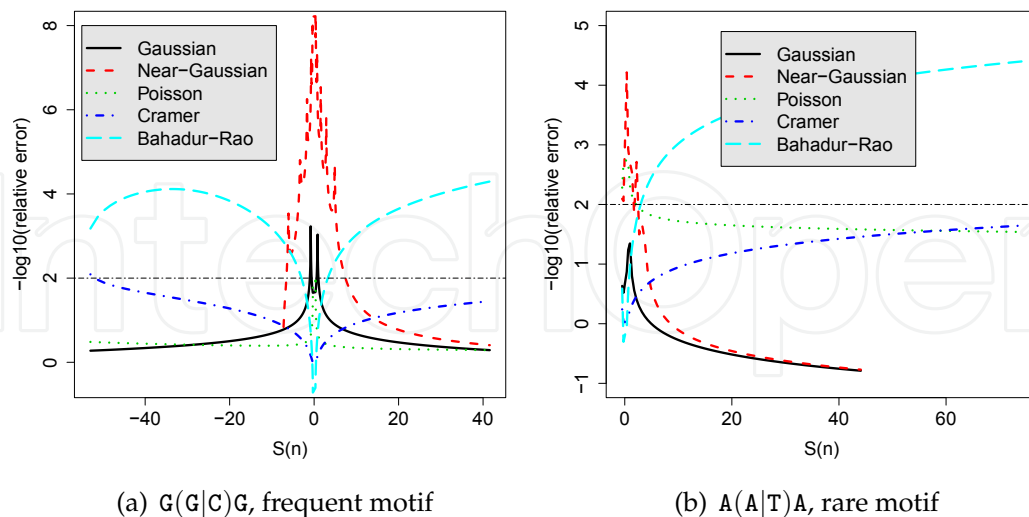 8
6
4
2
0
−log10(relative error)
Gaussian
Near−Gaussian
Poisson
Cramer
Bahadur−Rao
−40
−20
0
20
40
S(n)
(a) G(G|C)G, frequent motif
5
4
3
2
1
0
−1
−log10(relative error)
Gaussian
Near−Gaussian
Poisson
Cramer
Bahadur−Rao
0
20
40
60
S(n)
(b) A(A|T)A, rare motif
IntechOpen